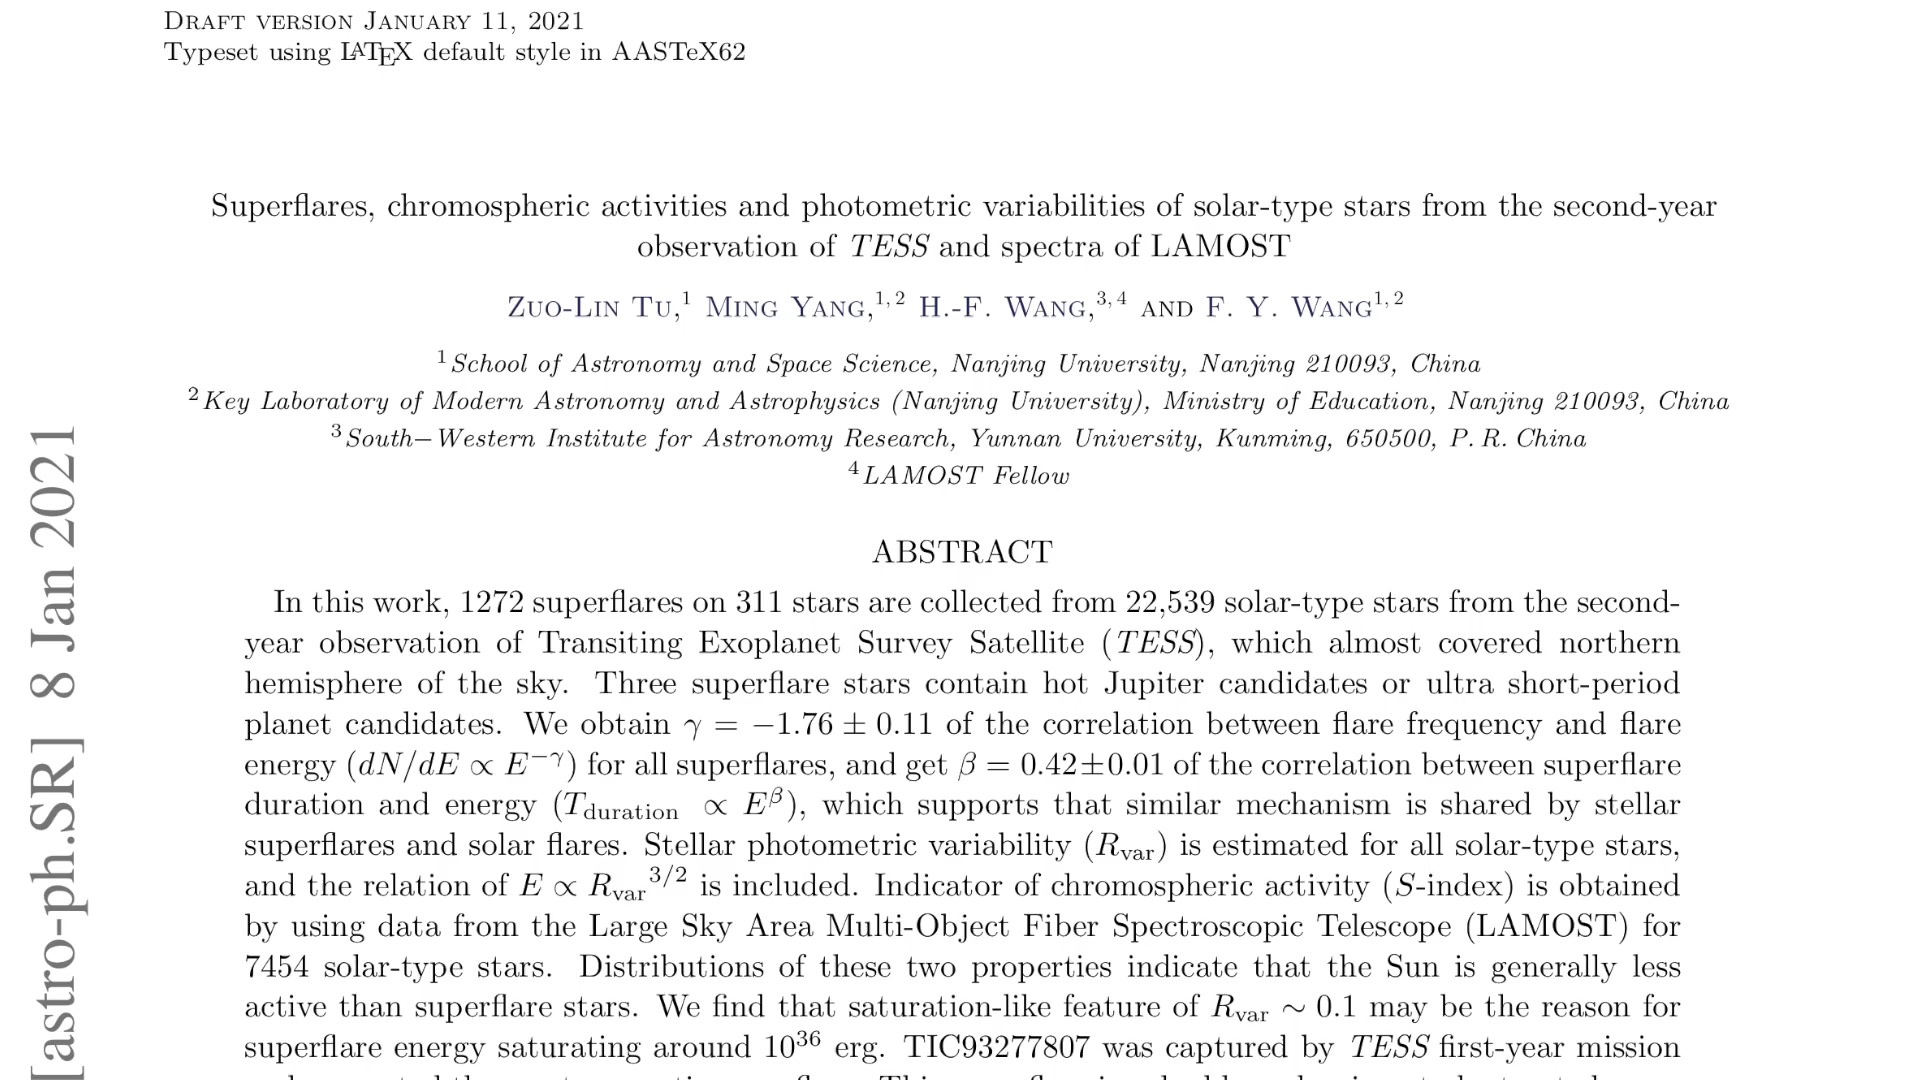 DRAFT VERSION JANUARY 11, 2021
Typeset using LATEX default style in AASTeX62
Superflares, chromospheric activities and photometric variabilities of solar-type stars from the second-year
observation of TESS and spectra of LAMOST
ZUO-LIN TU,1 MING YANG,1, 2 H.-F. WANG,3, 4 AND F. Y. WANG1, 2
1School of Astronomy and Space Science, Nanjing University, Nanjing 210093, China
2Key Laboratory of Modern Astronomy and Astrophysics (Nanjing University), Ministry of Education, Nanjing 210093, China
3South−Western Institute for Astronomy Research, Yunnan University, Kunming, 650500, P. R. China
4LAMOST Fellow
ABSTRACT
In this work, 1272 superflares on 311 stars are collected from 22,539 solar-type stars from the second-
year observation of Transiting Exoplanet Survey Satellite (TESS), which almost covered northern
hemisphere of the sky. Three superflare stars contain hot Jupiter candidates or ultra short-period
planet candidates. We obtain γ = −1.76 ± 0.11 of the correlation between flare frequency and flare
energy (dN/dE ∝ E−γ) for all superflares, and get β = 0.42±0.01 of the correlation between superflare
duration and energy (Tduration ∝ Eβ), which supports that similar mechanism is shared by stellar
superflares and solar flares. Stellar photometric variability (Rvar) is estimated for all solar-type stars,
and the relation of E ∝ Rvar3/2 is included. Indicator of chromospheric activity (S-index) is obtained
by using data from the Large Sky Area Multi-Object Fiber Spectroscopic Telescope (LAMOST) for
7454 solar-type stars. Distributions of these two properties indicate that the Sun is generally less
active than superflare stars. We find that saturation-like feature of Rvar ∼ 0.1 may be the reason for
superflare energy saturating around 1036 erg. TIC93277807 was captured by TESS first-year mission
[astro-ph.SR] 8 Jan 2021